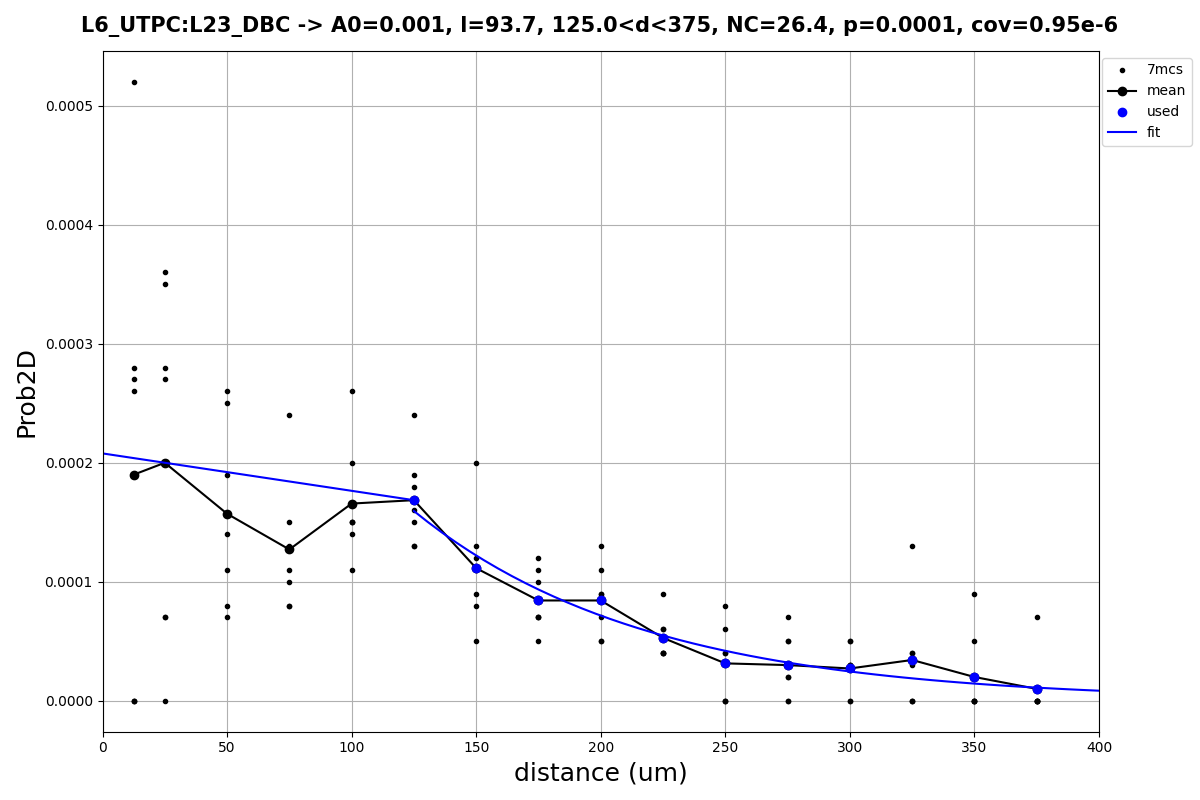 L6_UTPC:L23_DBC -> A0=0.001, l=93.7, 125.0<d<375, NC=26.4, p=0.0001, cov=0.95e-6
7mcs
mean
used
fit
0.0005
0.0004
0.0003
0.0002
0.0001
0.0000
Prob2D
0
50
100
150
200
250
300
350
400
distance (um)